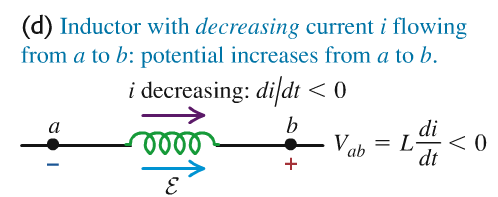 (d) Inductor with decreasing current i flowing
from a to b: potential increases from a to b.
i decreasing: di/dt < 0
a
b
V_ab = L di/dt < 0
− +
ℰ